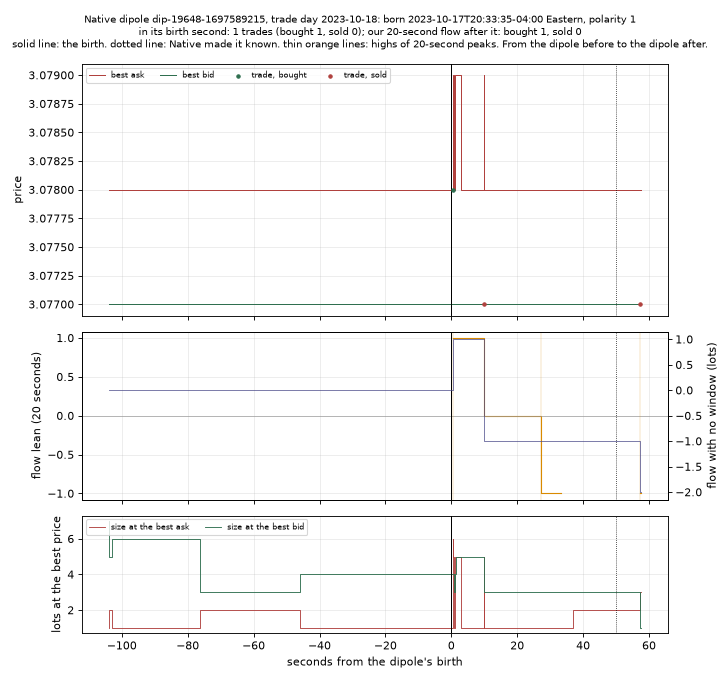 Native dipole dip-19648-1697589215, trade day 2023-10-18: born 2023-10-17T20:33:35-04:00 Eastern, polarity 1
in its birth second: 1 trades (bought 1, sold 0); our 20-second flow after it: bought 1, sold 0
solid line: the birth. dotted line: Native made it known. thin orange lines: highs of 20-second peaks. From the dipole before to the dipole after.
best ask best bid trade, bought trade, sold
3.07900
3.07875
3.07850
3.07825
3.07800
3.07775
3.07750
3.07725
3.07700
price
1.0
0.5
0.0
−0.5
−1.0
flow lean (20 seconds)
1.0
0.5
0.0
−0.5
−1.0
−1.5
−2.0
flow with no window (lots)
size at the best ask size at the best bid
6
4
2
lots at the best price
−100 −80 −60 −40 −20 0 20 40 60
seconds from the dipole's birth